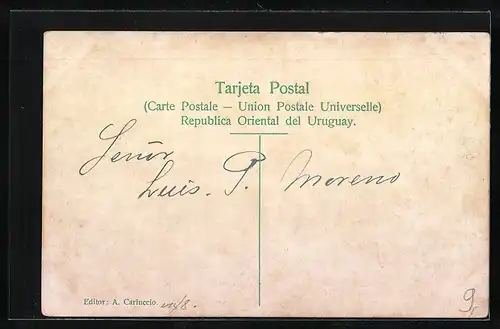 Tarjeta Postal
(Carte Postale — Union Postale Universelle)
Republica Oriental del Uruguay.
Señor
Luis. P. Moreno
Editor: A. Carluccio.
9